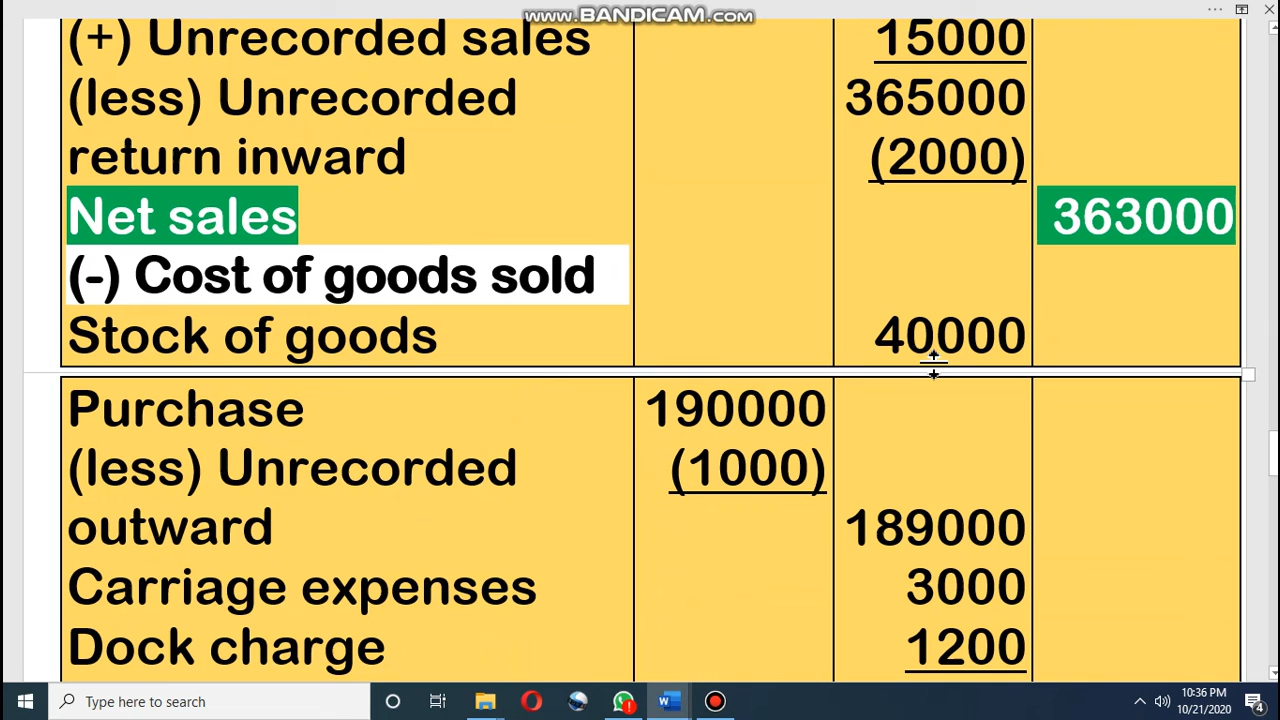 www.BANDICAM.com
(+) Unrecorded sales 15000
(less) Unrecorded 365000
return inward (2000)
Net sales 363000
(-) Cost of goods sold
Stock of goods 40000
Purchase 190000
(less) Unrecorded (1000)
outward 189000
Carriage expenses 3000
Dock charge 1200
Type here to search
10:36 PM
10/21/2020
4